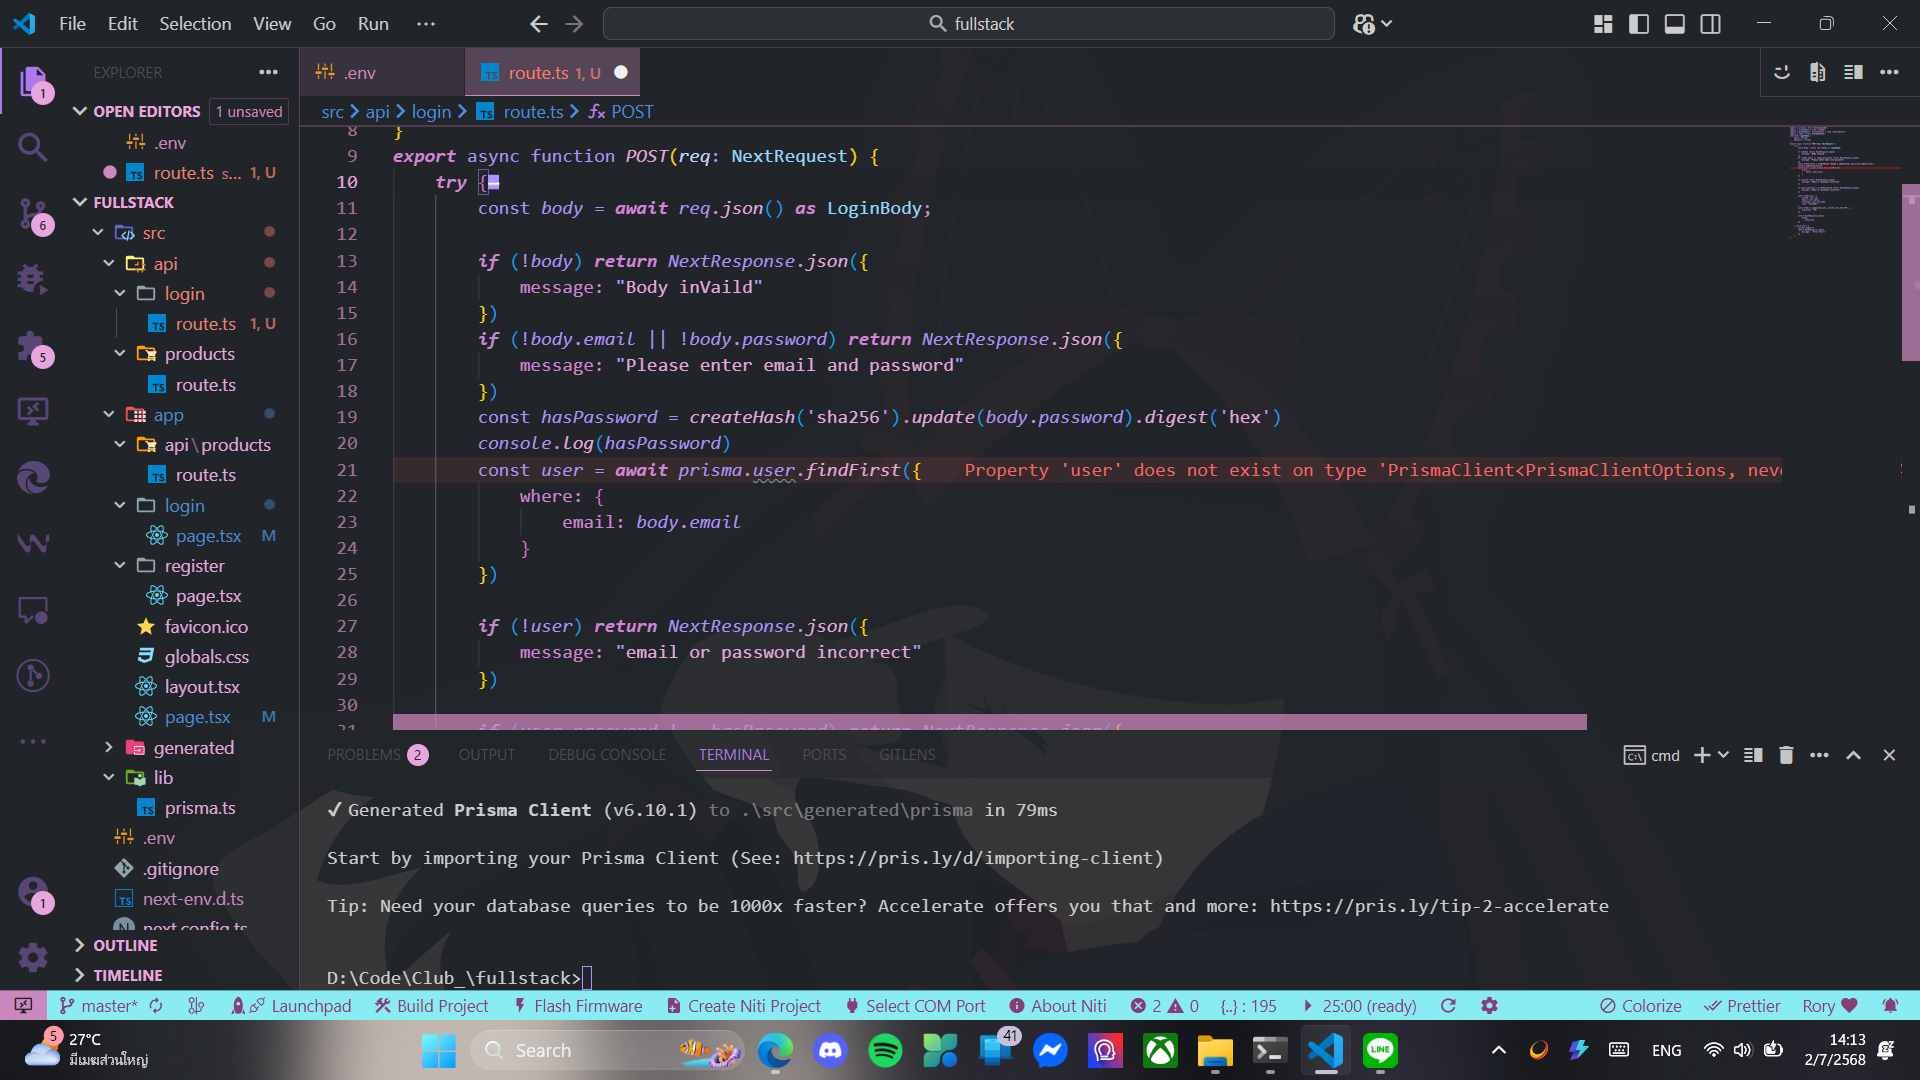 File Edit Selection View Go Run ···
fullstack
EXPLORER
OPEN EDITORS 1 unsaved
.env
route.ts s... 1, U
FULLSTACK
src
api
login
route.ts 1, U
products
route.ts
app
api\products
route.ts
login
page.tsx M
register
page.tsx
favicon.ico
globals.css
layout.tsx
page.tsx M
generated
lib
prisma.ts
.env
.gitignore
next-env.d.ts
next.config.ts
OUTLINE
TIMELINE
1
6
5
1
.env
route.ts 1, U
src > api > login > route.ts > POST
8 }
9 export async function POST(req: NextRequest) {
10 try {
11 const body = await req.json() as LoginBody;
12
13 if (!body) return NextResponse.json({
14 message: "Body inVaild"
15 })
16 if (!body.email || !body.password) return NextResponse.json({
17 message: "Please enter email and password"
18 })
19 const hasPassword = createHash('sha256').update(body.password).digest('hex')
20 console.log(hasPassword)
21 const user = await prisma.user.findFirst({ Property 'user' does not exist on type 'PrismaClient<PrismaClientOptions, neve
22 where: {
23 email: body.email
24 }
25 })
26
27 if (!user) return NextResponse.json({
28 message: "email or password incorrect"
29 })
30
PROBLEMS 2 OUTPUT DEBUG CONSOLE TERMINAL PORTS GITLENS
cmd
✓ Generated Prisma Client (v6.10.1) to .\src\generated\prisma in 79ms
Start by importing your Prisma Client (See: https://pris.ly/d/importing-client)
Tip: Need your database queries to be 1000x faster? Accelerate offers you that and more: https://pris.ly/tip-2-accelerate
D:\Code\Club_\fullstack>
master* Launchpad Build Project Flash Firmware Create Niti Project Select COM Port About Niti 2 0 {..} : 195 25:00 (ready) Colorize Prettier Rory
5
27°C
มีเมฆส่วนใหญ่
Search
41
LINE
ENG
14:13
2/7/2568